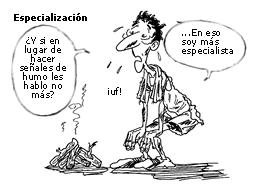 Especialización
¿Y si en
lugar de
hacer
señales de
humo les
hablo no
más?
...En eso
soy más
especialista
¡uf!